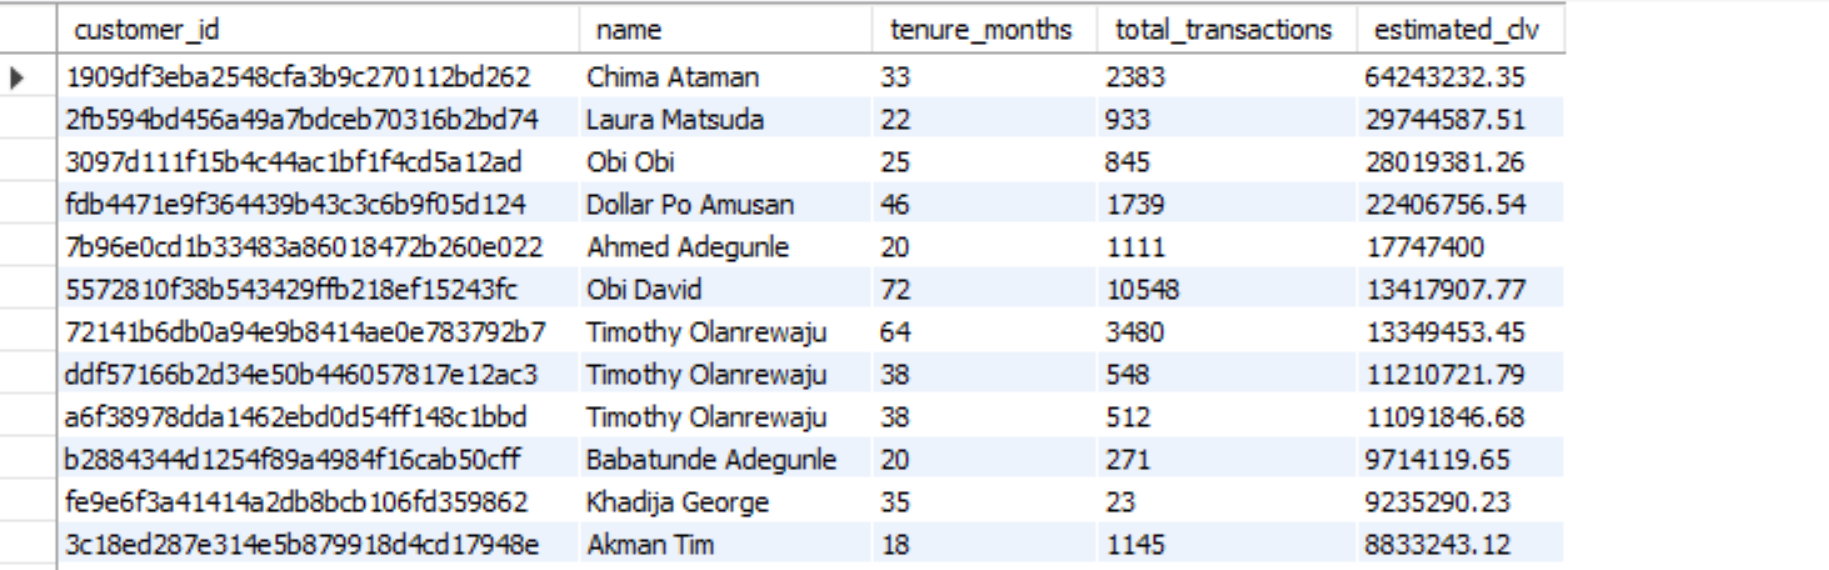 customer_id name tenure_months total_transactions estimated_clv
1909df3eba2548cfa3b9c270112bd262 Chima Ataman 33 2383 64243232.35
2fb594bd456a49a7bdceb70316b2bd74 Laura Matsuda 22 933 29744587.51
3097d111f15b4c44ac1bf1f4cd5a12ad Obi Obi 25 845 28019381.26
fdb4471e9f364439b43c3c6b9f05d124 Dollar Po Amusan 46 1739 22406756.54
7b96e0cd1b33483a86018472b260e022 Ahmed Adegunle 20 1111 17747400
5572810f38b543429ffb218ef15243fc Obi David 72 10548 13417907.77
72141b6db0a94e9b8414ae0e783792b7 Timothy Olanrewaju 64 3480 13349453.45
ddf57166b2d34e50b446057817e12ac3 Timothy Olanrewaju 38 548 11210721.79
a6f38978dda1462ebd0d54ff148c1bbd Timothy Olanrewaju 38 512 11091846.68
b2884344d1254f89a4984f16cab50cff Babatunde Adegunle 20 271 9714119.65
fe9e6f3a41414a2db8bcb106fd359862 Khadija George 35 23 9235290.23
3c18ed287e314e5b879918d4cd17948e Akman Tim 18 1145 8833243.12